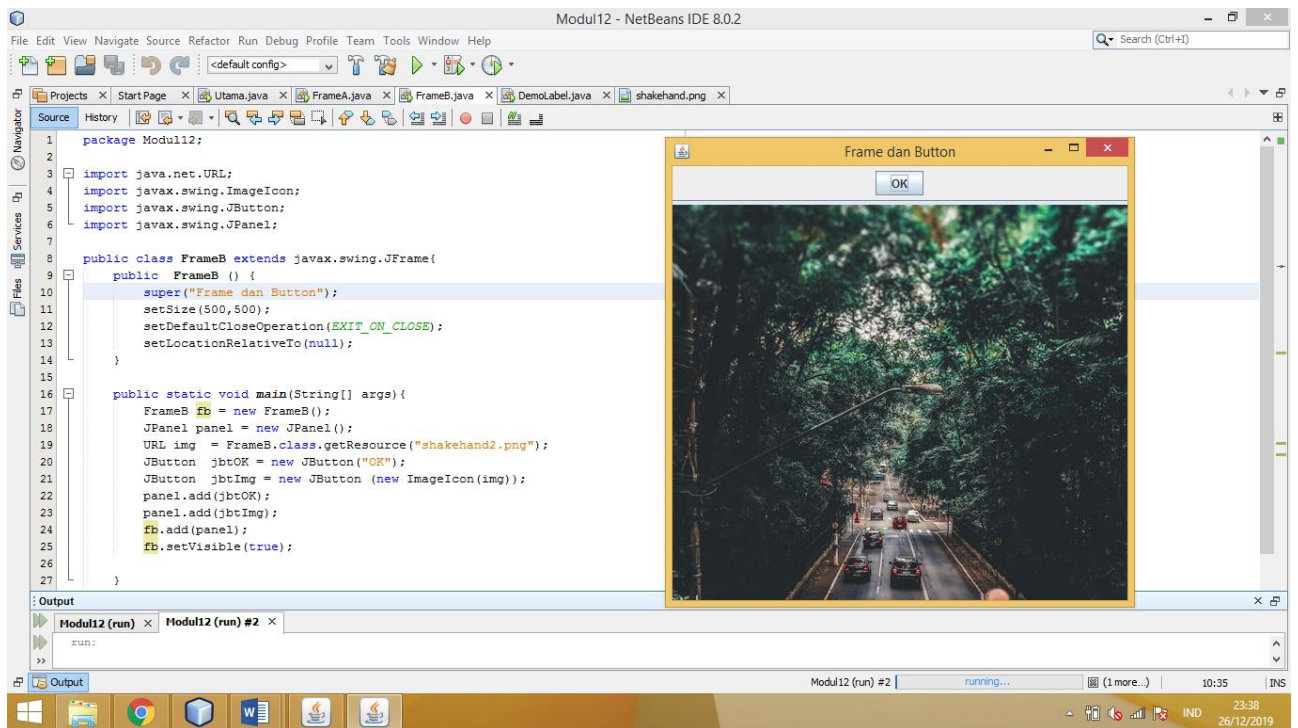 Modul12 - NetBeans IDE 8.0.2
File Edit View Navigate Source Refactor Run Debug Profile Team Tools Window Help
Search (Ctrl+I)
<default config>
Projects Start Page Utama.java FrameA.java FrameB.java DemoLabel.java shakehand.png
Source History
Navigator
Services
Files
1 package Modul12;
2
3 import java.net.URL;
4 import javax.swing.ImageIcon;
5 import javax.swing.JButton;
6 import javax.swing.JPanel;
7
8 public class FrameB extends javax.swing.JFrame{
9 public FrameB () {
10 super("Frame dan Button");
11 setSize(500,500);
12 setDefaultCloseOperation(EXIT_ON_CLOSE);
13 setLocationRelativeTo(null);
14 }
15
16 public static void main(String[] args){
17 FrameB fb = new FrameB();
18 JPanel panel = new JPanel();
19 URL img = FrameB.class.getResource("shakehand2.png");
20 JButton jbtOK = new JButton("OK");
21 JButton jbtImg = new JButton (new ImageIcon(img));
22 panel.add(jbtOK);
23 panel.add(jbtImg);
24 fb.add(panel);
25 fb.setVisible(true);
26
27 }
Frame dan Button
OK
Output
Modul12 (run) Modul12 (run) #2
run:
Output
Modul12 (run) #2 running... (1 more...) 10:35 INS
IND
23:38
26/12/2019